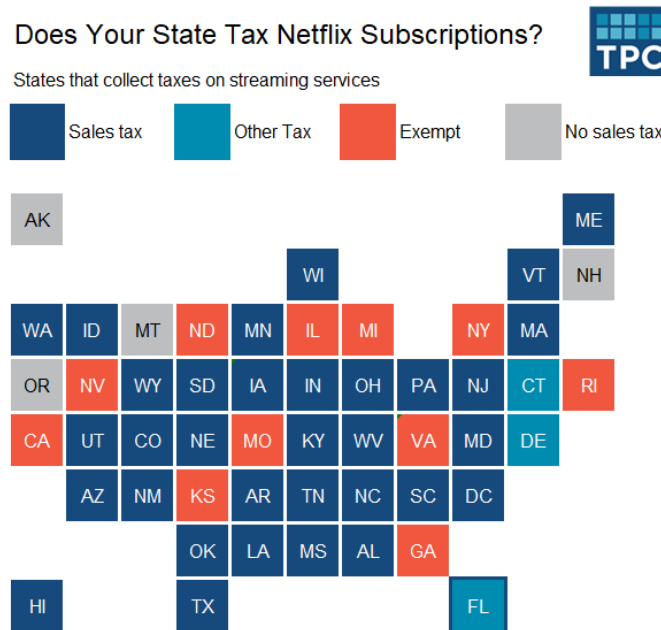 Does Your State Tax Netflix Subscriptions?
TPC
States that collect taxes on streaming services
Sales tax Other Tax Exempt No sales tax
AK ME
WI VT NH
WA ID MT ND MN IL MI NY MA
OR NV WY SD IA IN OH PA NJ CT RI
CA UT CO NE MO KY WV VA MD DE
AZ NM KS AR TN NC SC DC
OK LA MS AL GA
HI TX FL